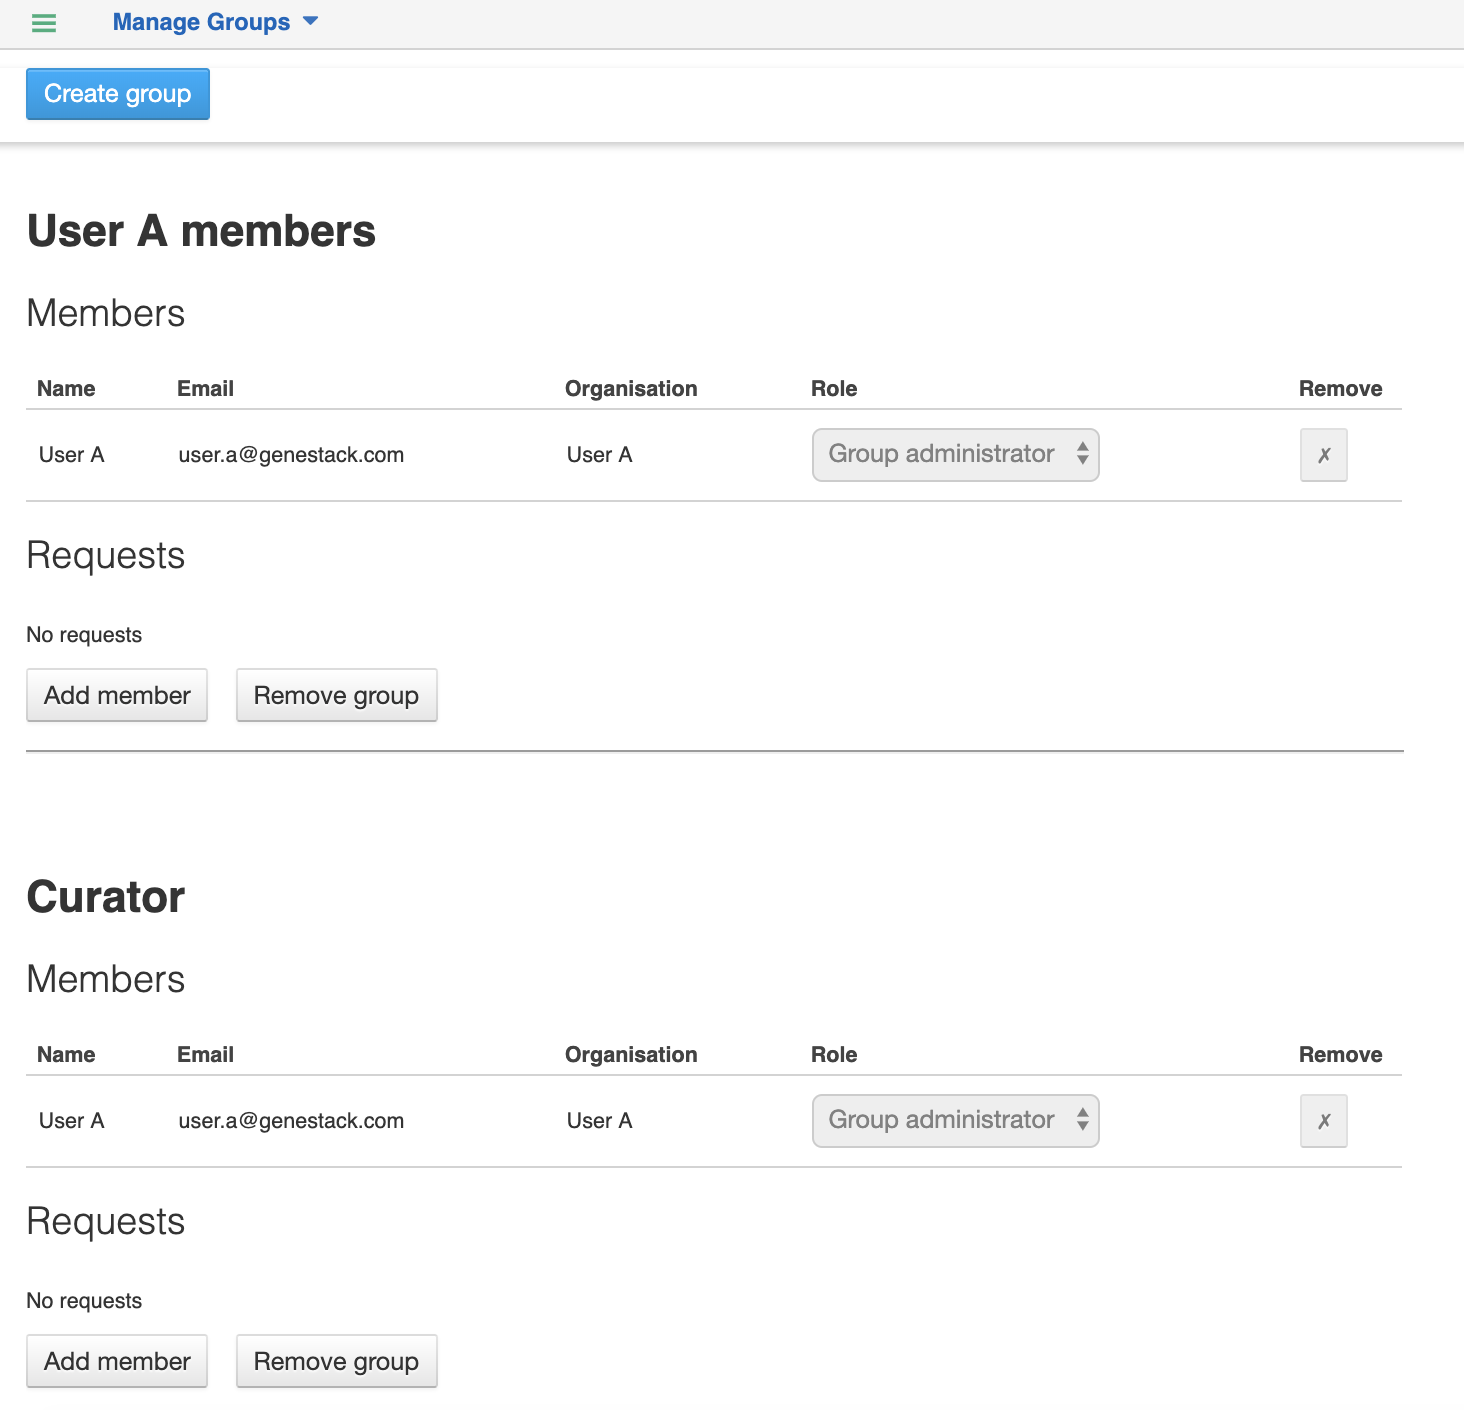 Manage Groups
Create group
User A members
Members
Name Email Organisation Role Remove
User A user.a@genestack.com User A Group administrator ✗
Requests
No requests
Add member Remove group
Curator
Members
Name Email Organisation Role Remove
User A user.a@genestack.com User A Group administrator ✗
Requests
No requests
Add member Remove group